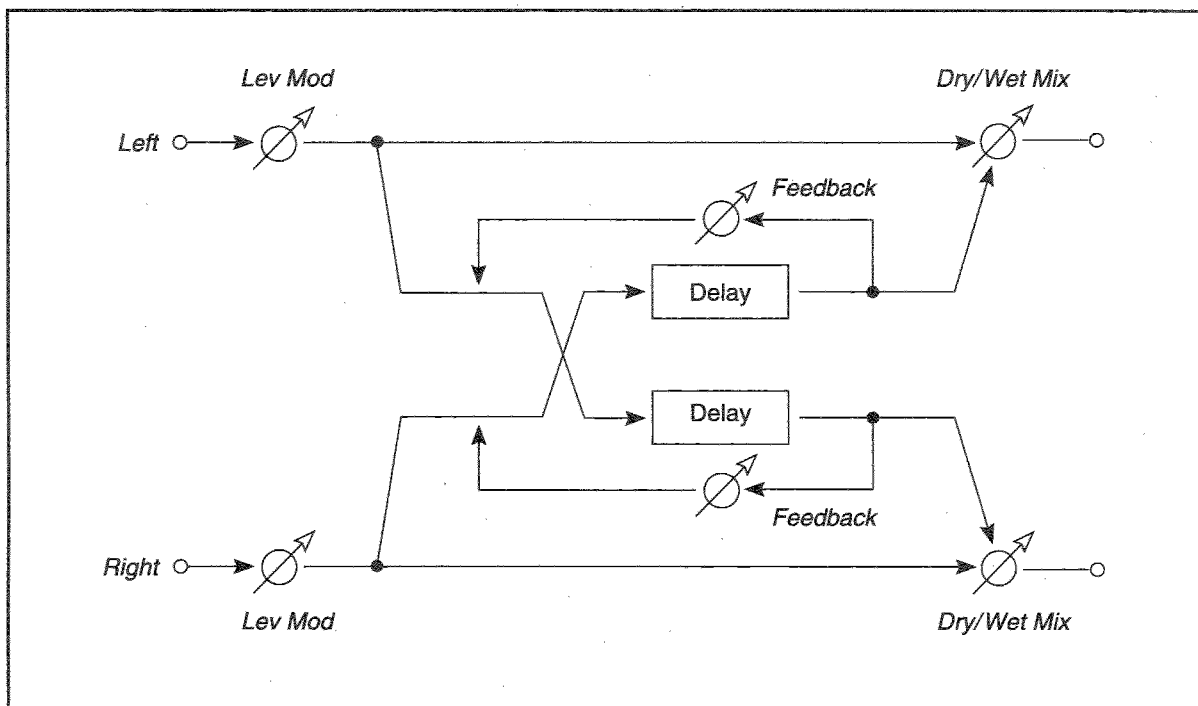 Lev Mod
Dry/Wet Mix
Left
Feedback
Delay
Delay
Feedback
Right
Lev Mod
Dry/Wet Mix